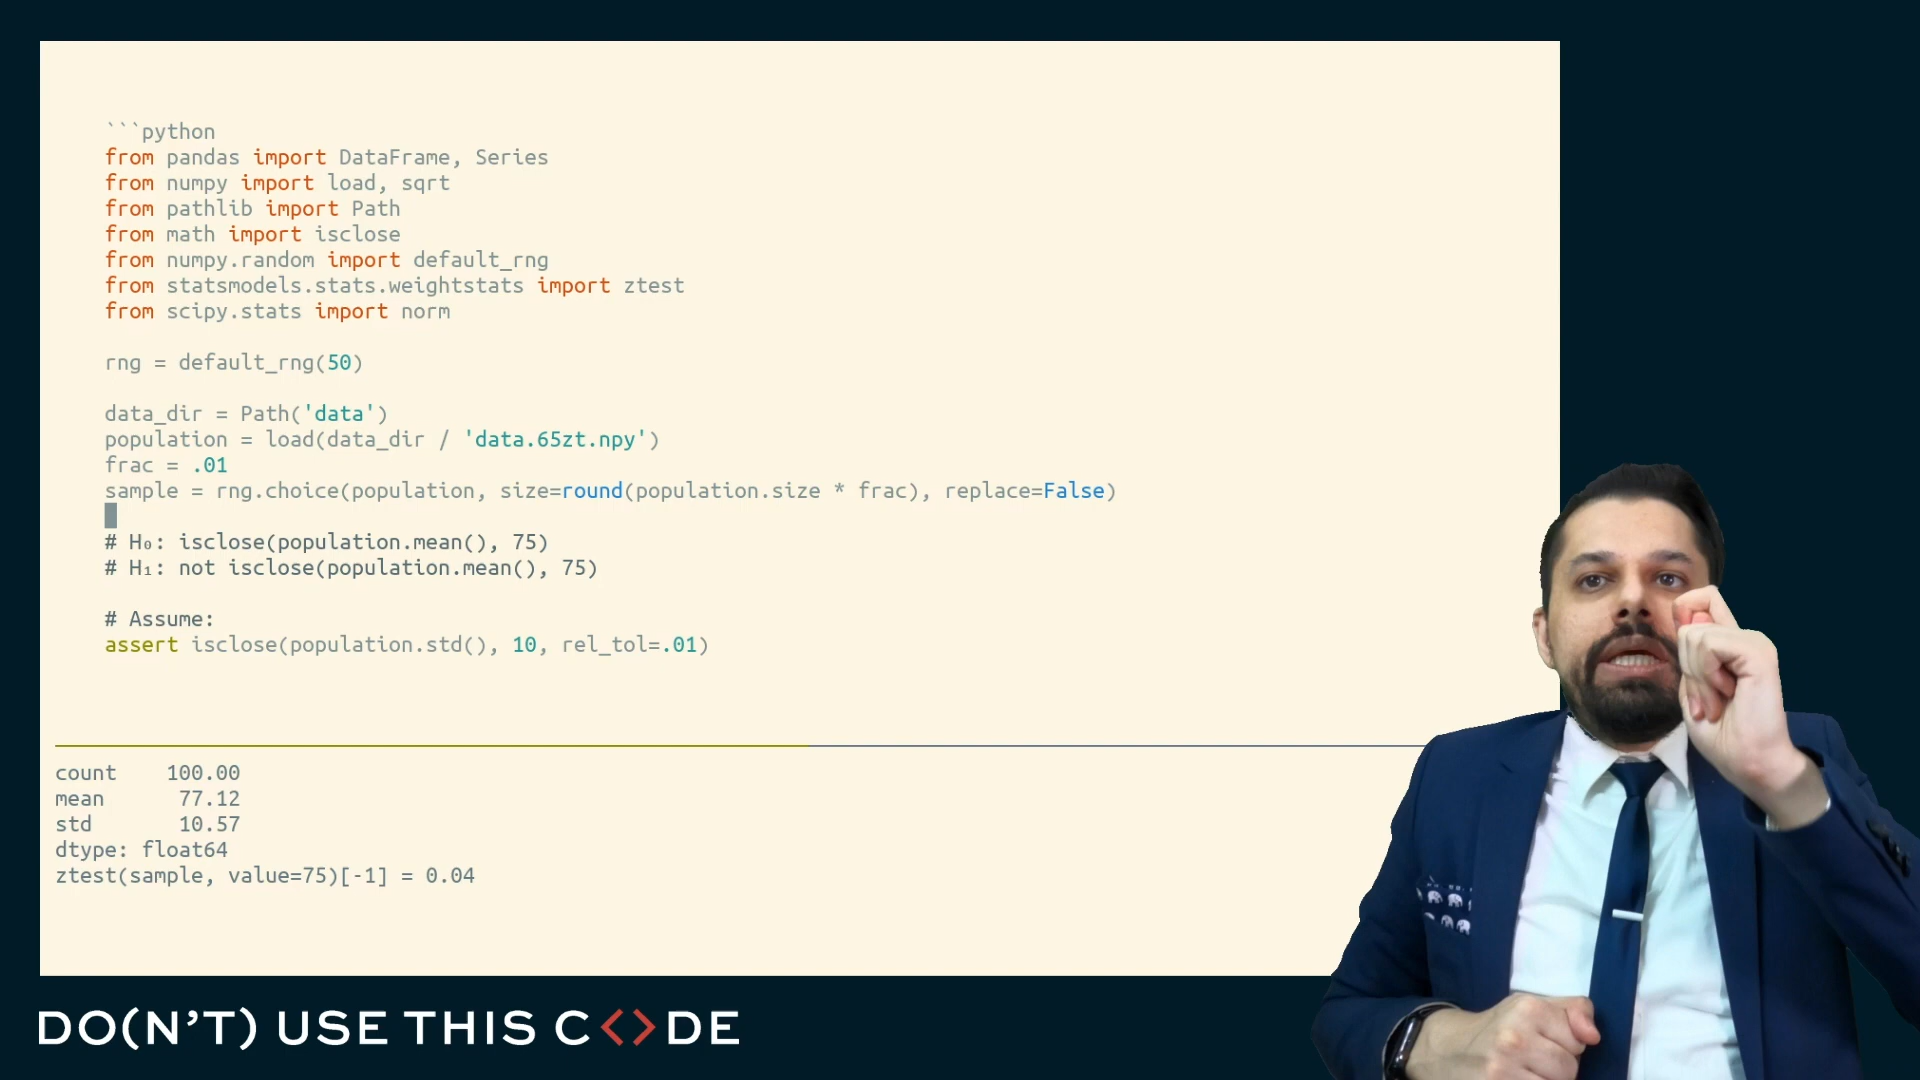 ```python
from pandas import DataFrame, Series
from numpy import load, sqrt
from pathlib import Path
from math import isclose
from numpy.random import default_rng
from statsmodels.stats.weightstats import ztest
from scipy.stats import norm
rng = default_rng(50)
data_dir = Path('data')
population = load(data_dir / 'data.65zt.npy')
frac = .01
sample = rng.choice(population, size=round(population.size * frac), replace=False)
# H₀: isclose(population.mean(), 75)
# H₁: not isclose(population.mean(), 75)
# Assume:
assert isclose(population.std(), 10, rel_tol=.01)
count    100.00
mean      77.12
std       10.57
dtype: float64
ztest(sample, value=75)[-1] = 0.04
DO(N'T) USE THIS C<>DE